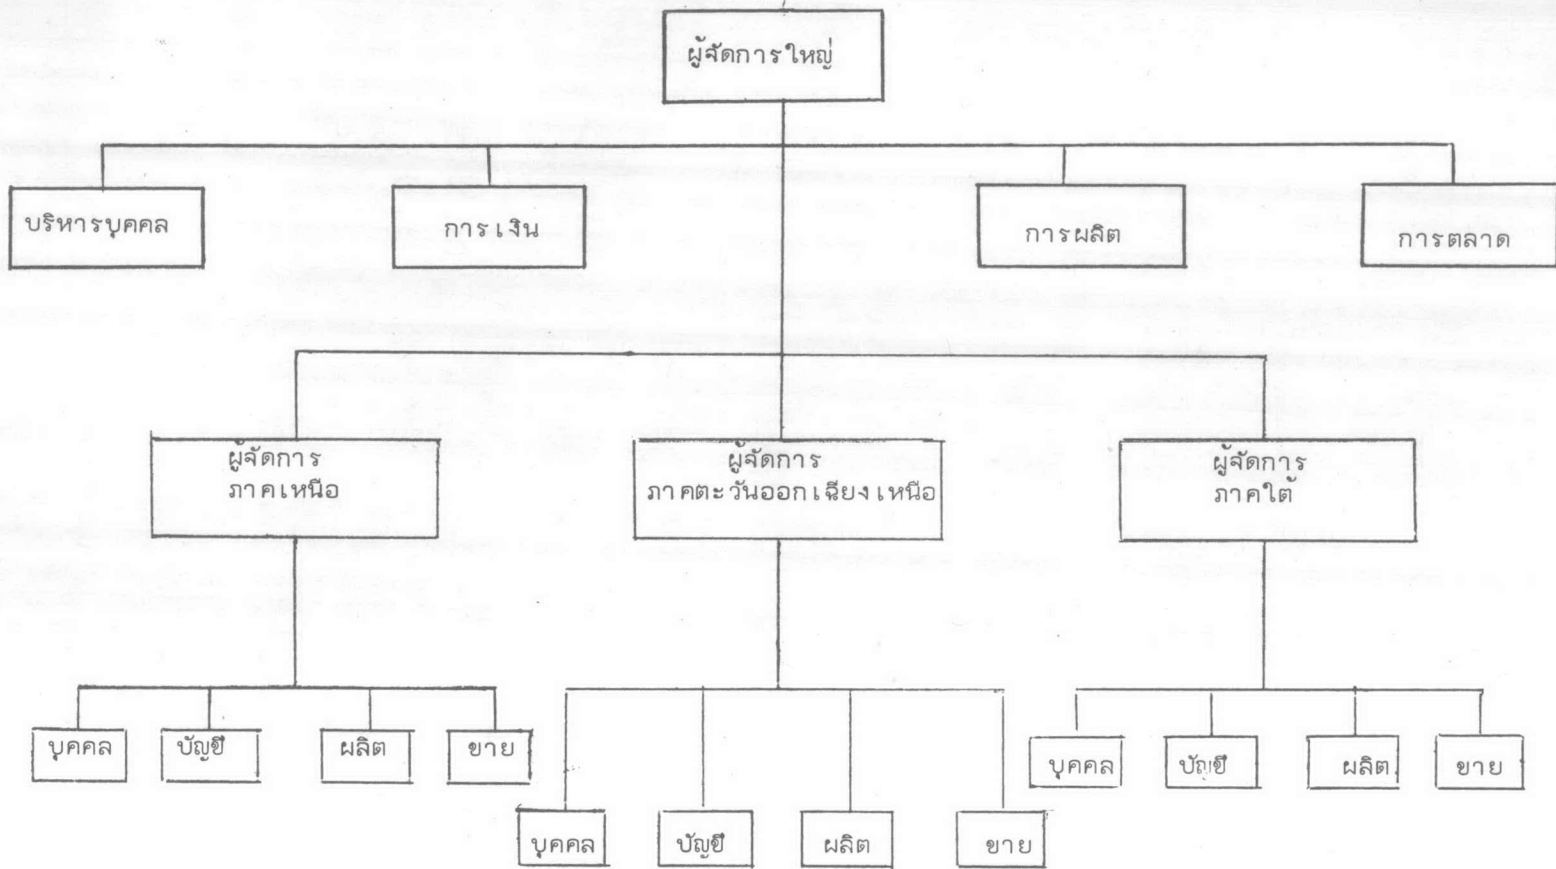 ผู้จัดการใหญ่
บริหารบุคคล
การเงิน
การผลิต
การตลาด
ผู้จัดการ
ภาคเหนือ
ผู้จัดการ
ภาคตะวันออกเฉียงเหนือ
ผู้จัดการ
ภาคใต้
บุคคล
บัญชี
ผลิต
ขาย
บุคคล
บัญชี
ผลิต
ขาย
บุคคล
บัญชี
ผลิต
ขาย